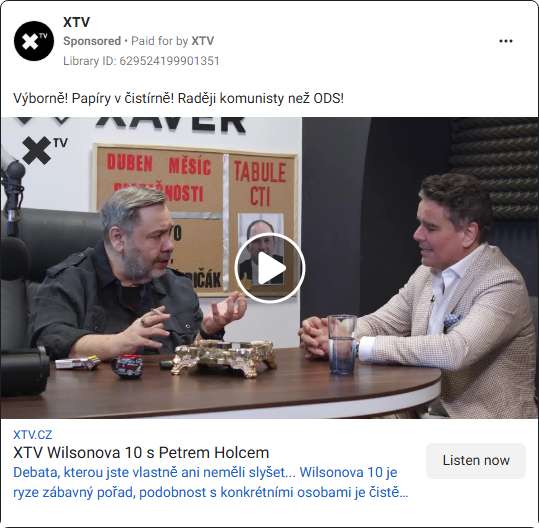 XTV
Sponsored • Paid for by XTV
Library ID: 629524199901351
Výborně! Papíry v čistírně! Raději komunisty než ODS!
XAVER
XTV
DUBEN MĚSÍC
TABULE
CTI
XTV.CZ
XTV Wilsonova 10 s Petrem Holcem
Debata, kterou jste vlastně ani neměli slyšet... Wilsonova 10 je
ryze zábavný pořad, podobnost s konkrétními osobami je čistě...
Listen now